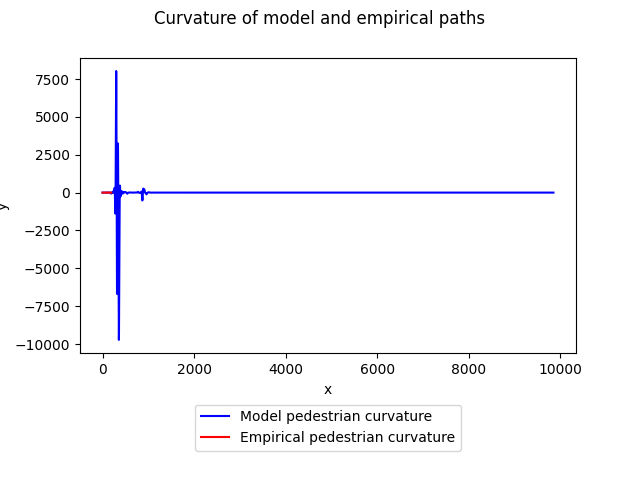 Curvature of model and empirical paths
7500
5000
2500
0
−2500
−5000
−7500
−10000
y
0 2000 4000 6000 8000 10000
x
Model pedestrian curvature
Empirical pedestrian curvature